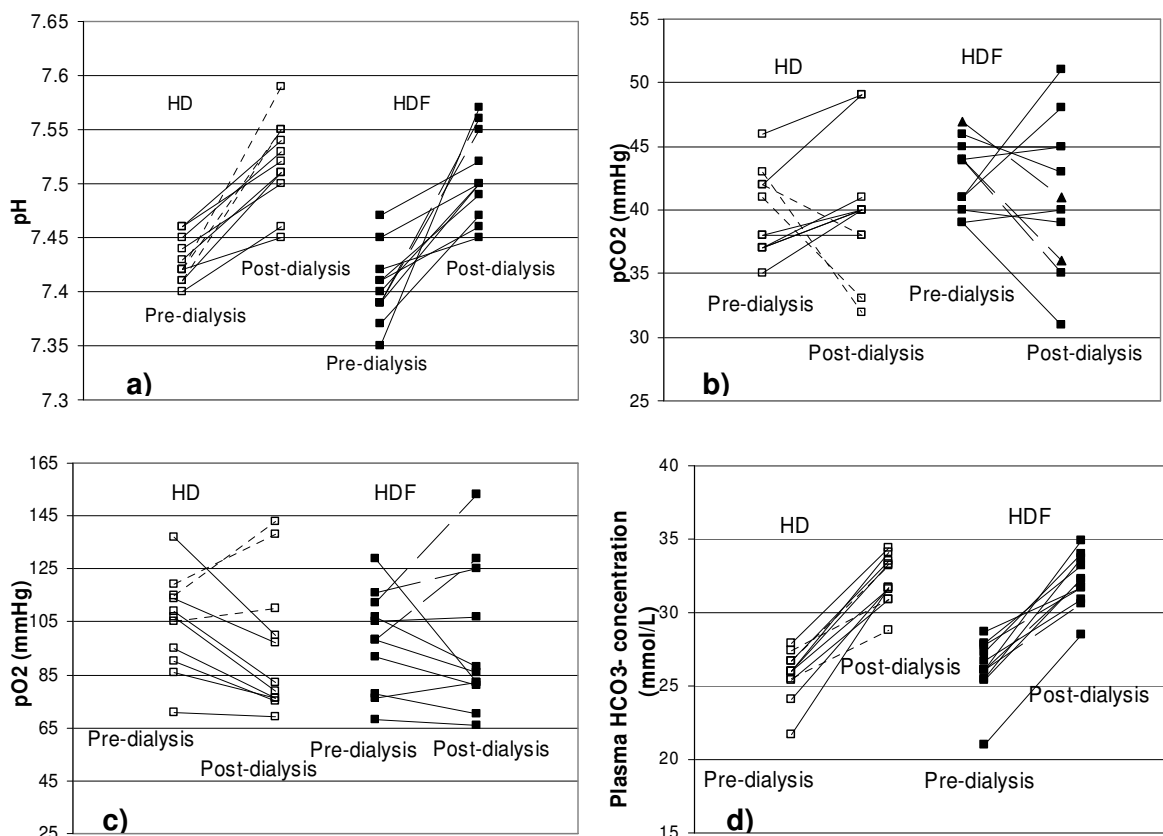 7.65
7.6
7.55
7.5
7.45
7.4
7.35
7.3
pH
HD
HDF
Post-dialysis
Post-dialysis
Pre-dialysis
Pre-dialysis
a)
55
50
45
40
35
30
25
pCO2 (mmHg)
HD
HDF
Pre-dialysis
Pre-dialysis
Post-dialysis
Post-dialysis
b)
165
145
125
105
85
65
45
25
pO2 (mmHg)
HD
HDF
Pre-dialysis
Pre-dialysis
Post-dialysis
Post-dialysis
c)
40
35
30
25
20
15
Plasma HCO3- concentration
(mmol/L)
HD
HDF
Post-dialysis
Post-dialysis
Pre-dialysis
Pre-dialysis
d)